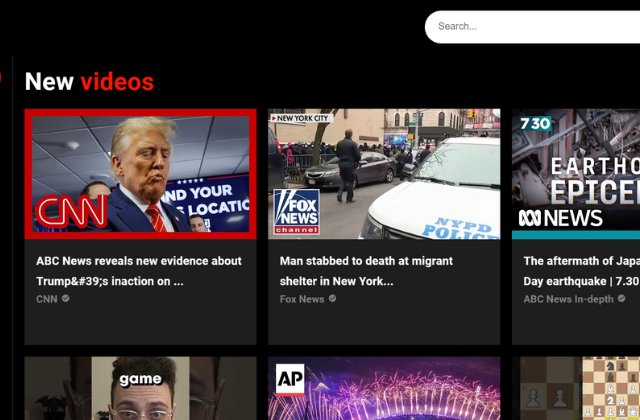 Search...
New videos
CNN
ND YOUR
S LOCATIO
ABC News reveals new evidence about
Trump&#39;s inaction on ...
CNN
NEW YORK CITY
FOX
NEWS
channel
NYPD
POLICE
Man stabbed to death at migrant
shelter in New York...
Fox News
7 30
EARTHQ
EPICE
NEWS
The aftermath of Japa
Day earthquake | 7.30
ABC News In-depth
game
AP